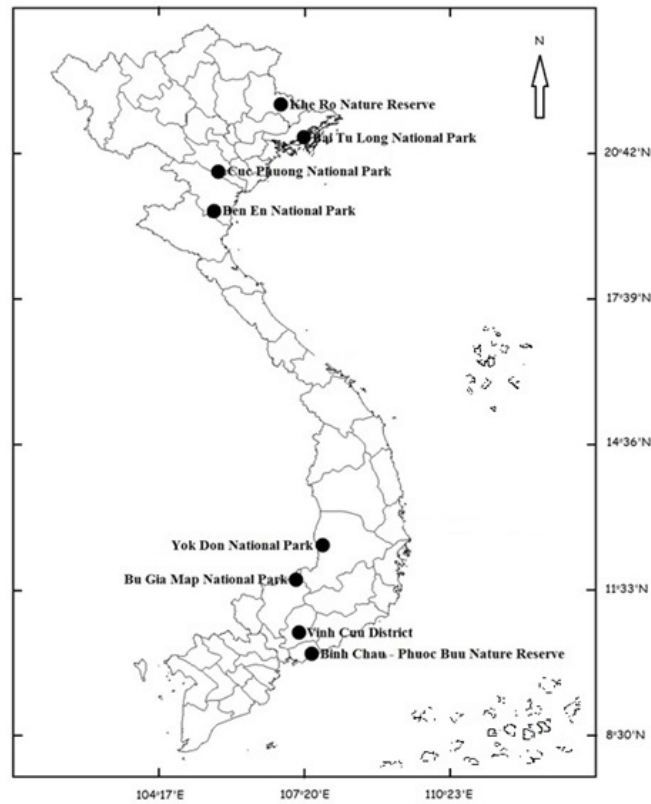 N
Khe Ro Nature Reserve
Bai Tu Long National Park
20°42'N
Cuc Phuong National Park
Ben En National Park
17°39'N
14°36'N
Yok Don National Park
Bu Gia Map National Park
11°33'N
Vinh Cuu District
Binh Chau - Phuoc Buu Nature Reserve
8°30'N
104°17'E
107°20'E
110°23'E